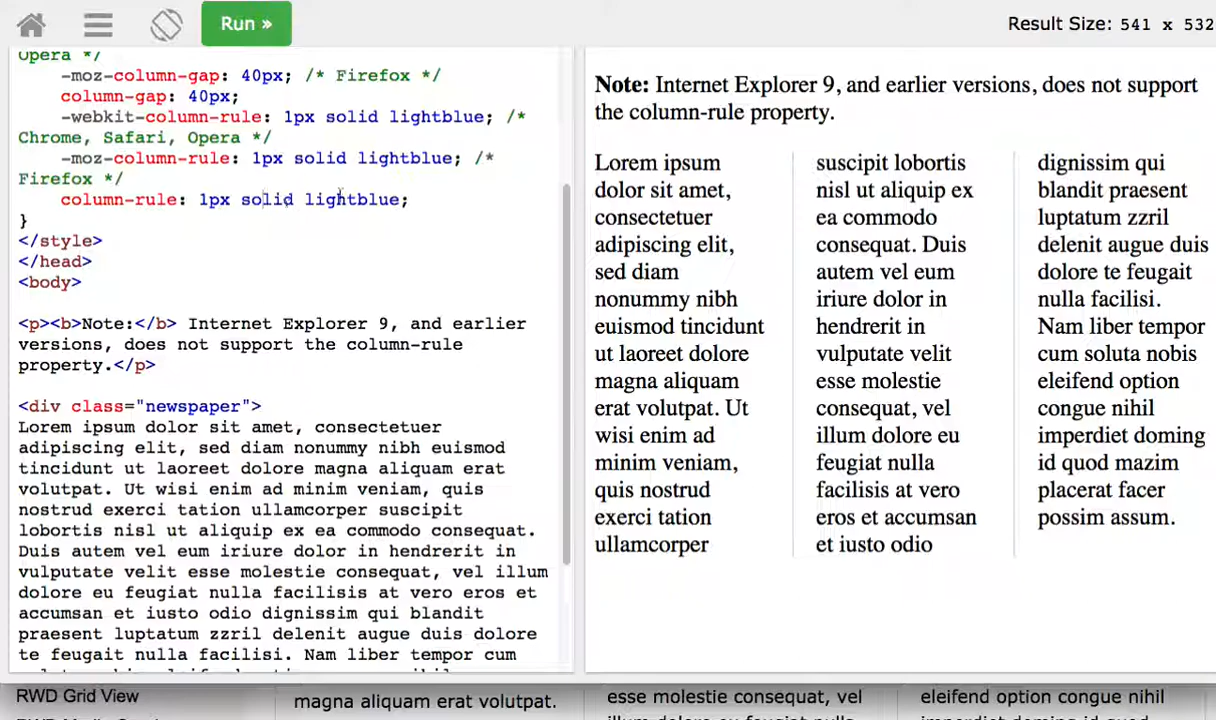 Run »
Result Size: 541 x 532
Opera */
-moz-column-gap: 40px; /* Firefox */
column-gap: 40px;
-webkit-column-rule: 1px solid lightblue; /*
Chrome, Safari, Opera */
-moz-column-rule: 1px solid lightblue; /*
Firefox */
column-rule: 1px solid lightblue;
}
</style>
</head>
<body>
<p><b>Note:</b> Internet Explorer 9, and earlier
versions, does not support the column-rule
property.</p>
<div class="newspaper">
Lorem ipsum dolor sit amet, consectetuer
adipiscing elit, sed diam nonummy nibh euismod
tincidunt ut laoreet dolore magna aliquam erat
volutpat. Ut wisi enim ad minim veniam, quis
nostrud exerci tation ullamcorper suscipit
lobortis nisl ut aliquip ex ea commodo consequat.
Duis autem vel eum iriure dolor in hendrerit in
vulputate velit esse molestie consequat, vel illum
dolore eu feugiat nulla facilisis at vero eros et
accumsan et iusto odio dignissim qui blandit
praesent luptatum zzril delenit augue duis dolore
te feugait nulla facilisi. Nam liber tempor cum
Note: Internet Explorer 9, and earlier versions, does not support
the column-rule property.
Lorem ipsum
dolor sit amet,
consectetuer
adipiscing elit,
sed diam
nonummy nibh
euismod tincidunt
ut laoreet dolore
magna aliquam
erat volutpat. Ut
wisi enim ad
minim veniam,
quis nostrud
exerci tation
ullamcorper
suscipit lobortis
nisl ut aliquip ex
ea commodo
consequat. Duis
autem vel eum
iriure dolor in
hendrerit in
vulputate velit
esse molestie
consequat, vel
illum dolore eu
feugiat nulla
facilisis at vero
eros et accumsan
et iusto odio
dignissim qui
blandit praesent
luptatum zzril
delenit augue duis
dolore te feugait
nulla facilisi.
Nam liber tempor
cum soluta nobis
eleifend option
congue nihil
imperdiet doming
id quod mazim
placerat facer
possim assum.
RWD Grid View
magna aliquam erat volutpat.
esse molestie consequat, vel
eleifend option congue nihil